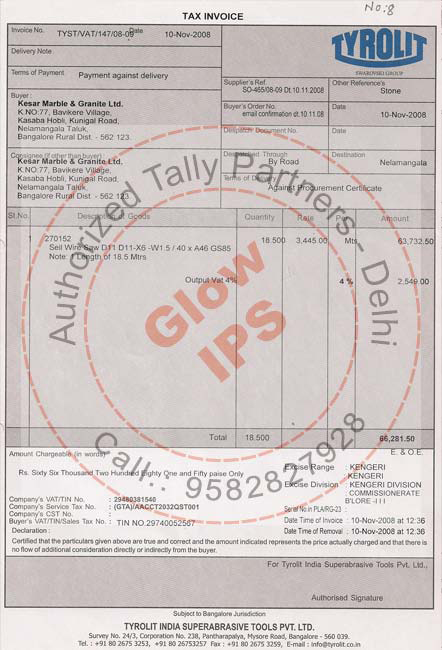 No:8
TAX INVOICE
Invoice No. TYST/VAT/147/08-09 10-Nov-2008
TYROLIT
SWAROVSKI GROUP
Delivery Note
Terms of Payment Payment against delivery
Supplier's Ref. Other Reference's
SO-465/08-09 Dt.10.11.2008 Stone
Buyer :
Kesar Marble & Granite Ltd.
K.NO:77, Bavikere Village,
Kasaba Hobli, Kunigal Road,
Nelamangala Taluk,
Bangalore Rural Dist. - 562 123.
Buyer's Order No. Date
email confirmation dt.10.11.08 10-Nov-2008
Despatch Document No. Date
Consignee (if other than buyer) :
Kesar Marble & Granite Ltd.
K.NO:77, Bavikere Village,
Kasaba Hobli, Kunigal Road,
Nelamangala Taluk,
Bangalore Rural Dist. - 562 123.
Despatched Through Destination
By Road Nelamangala
Terms of Delivery
Against Procurement Certificate
Sl.No. Description of Goods Quantity Rate Per Amount
1 270152 18.500 3,445.00 Mts. 63,732.50
Sell Wire Saw D11 D11-X6 -W1.5 / 40 x A46 GS85
Note: 1 Length of 18.5 Mtrs
Output Vat 4% 4 % 2,549.00
Total 18.500 66,281.50
Amount Chargeable (in words) E. & O.E.
Rs. Sixty Six Thousand Two Hundred Eighty One and Fifty paise Only
Excise Range : KENGERI
KENGERI
Excise Division : KENGERI DIVISION
COMMISSIONERATE
B'LORE -I I I
Company's VAT/TIN No. : 29480381540
Company's Service Tax No. : (GTA)/AACCT2032QST001
Company's CST No. :
Buyer's VAT/TIN/Sales Tax No. : TIN NO.29740052567
Serial No.in PLA/RG-23 :
Date Time of Invoice : 10-Nov-2008 at 12:36
Date Time of Removal : 10-Nov-2008 at 12:36
Declaration :
Certified that the particulars given above are true and correct and the amount indicated represents the price actually charged and that there is
no flow of additional consideration directly or indirectly from the buyer.
For Tyrolit India Superabrasive Tools Pvt. Ltd.,
Authorised Signature
Subject to Bangalore Jurisdiction
TYROLIT INDIA SUPERABRASIVE TOOLS PVT. LTD.
Survey No. 24/3, Corporation No. 238, Pantharapalya, Mysore Road, Bangalore - 560 039.
Tel. : +91 80 2675 3253, +91 80 26753257 Fax : +91 80 2675 3259, E-mail : info@tyrolit.co.in
Authorized Tally Partners - Delhi
Glow
IPS
Call.: 9582827928